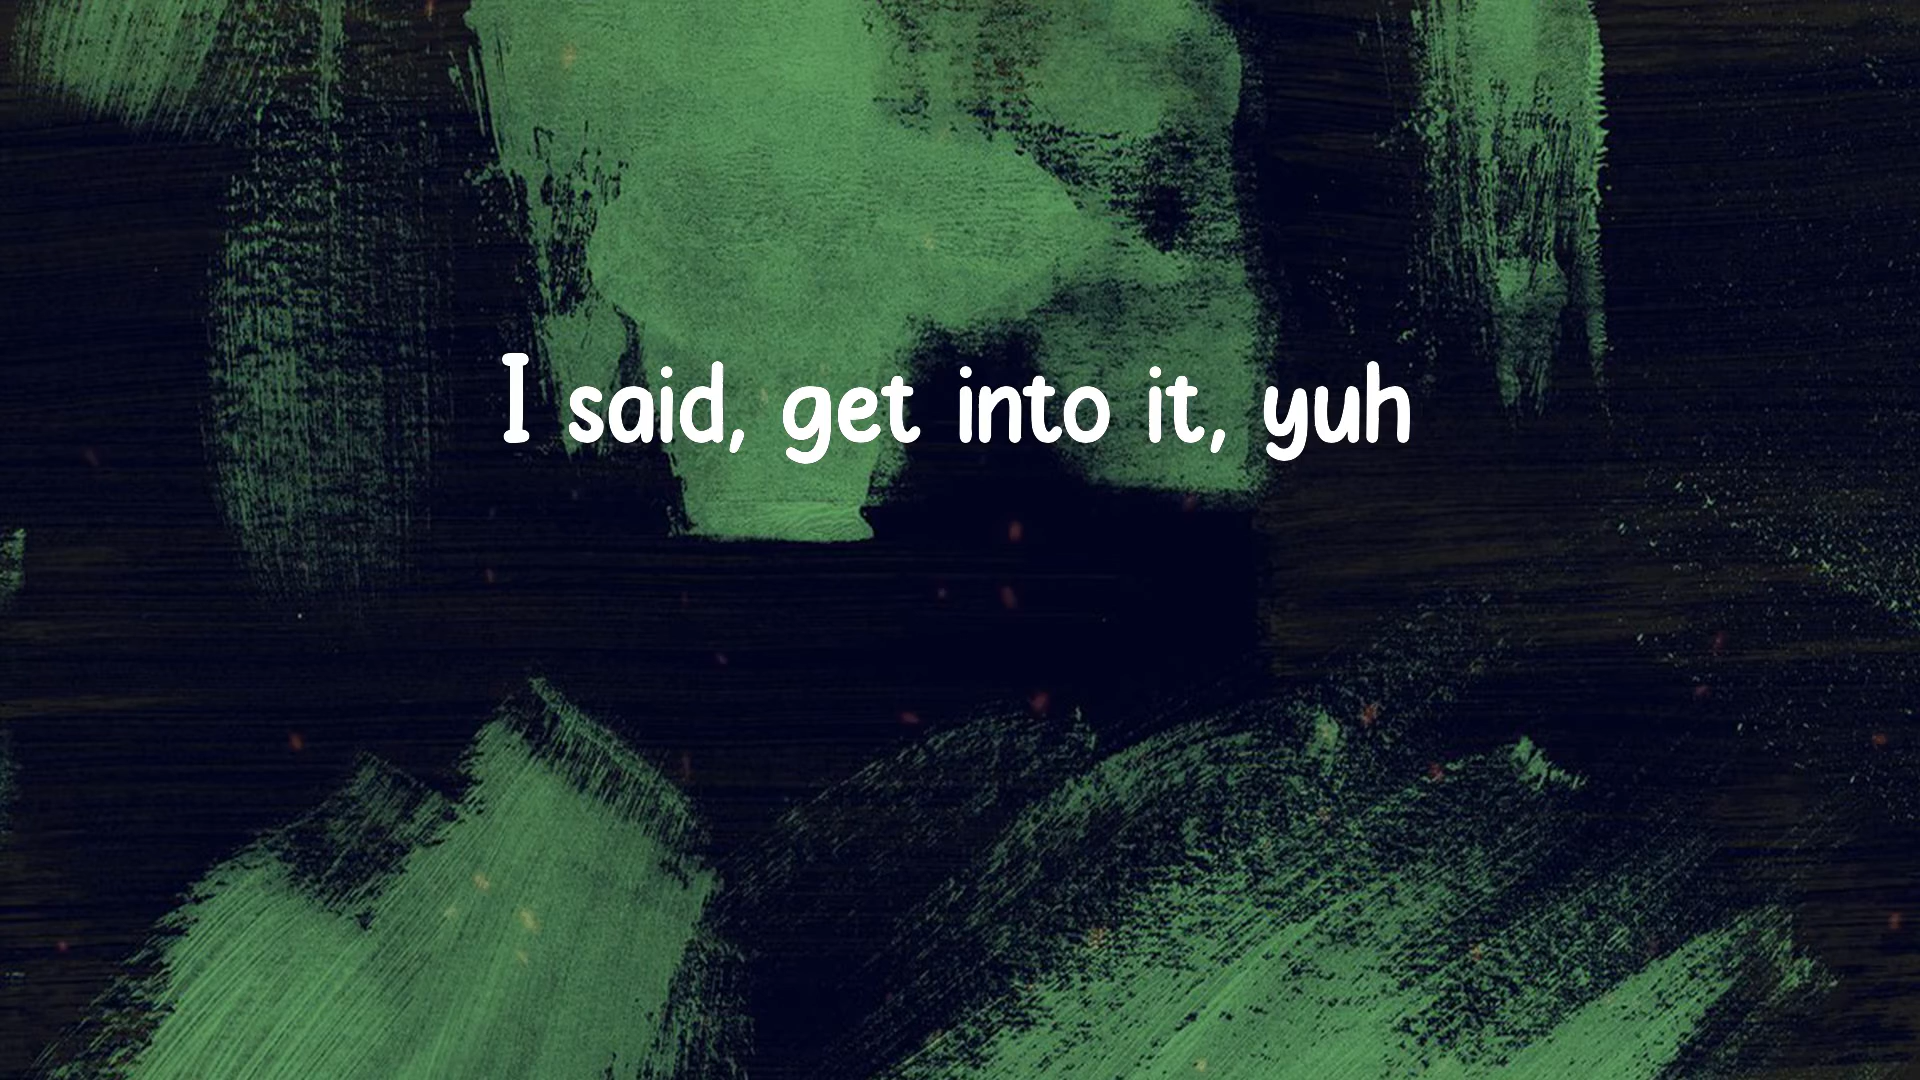 I said, get into it, yuh